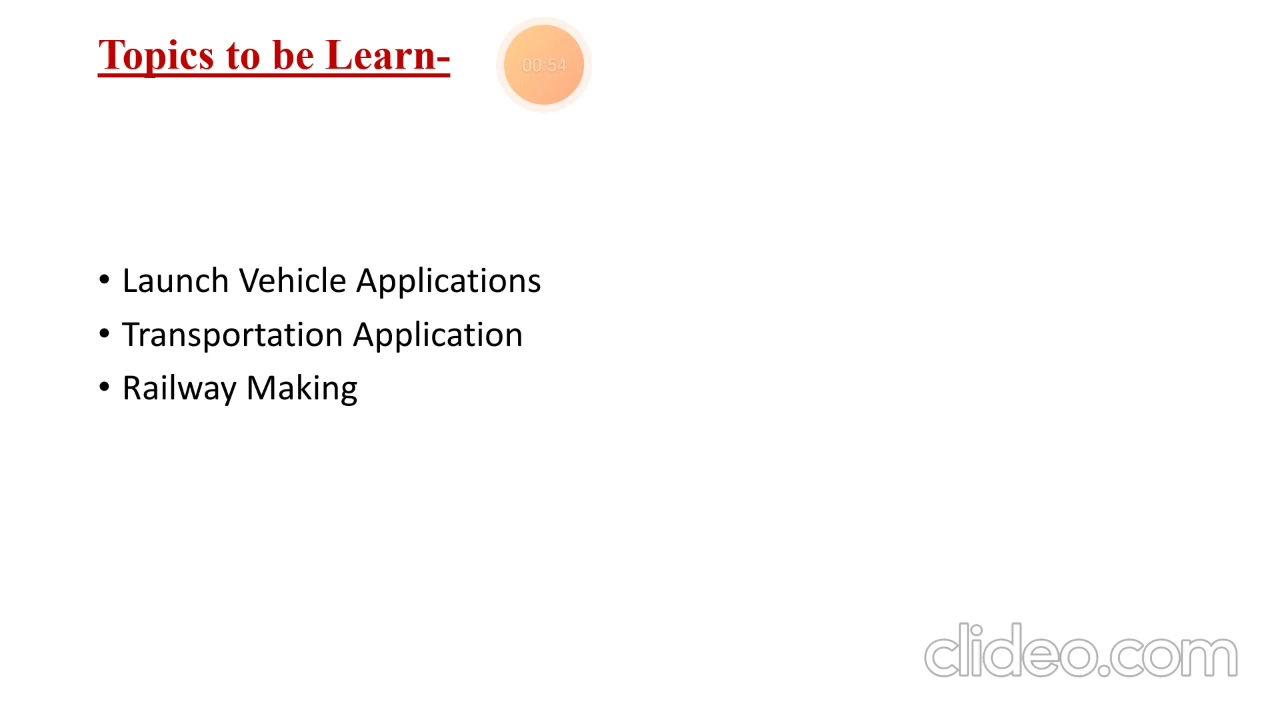 Topics to be Learn-
00:54
• Launch Vehicle Applications
• Transportation Application
• Railway Making
clideo.com